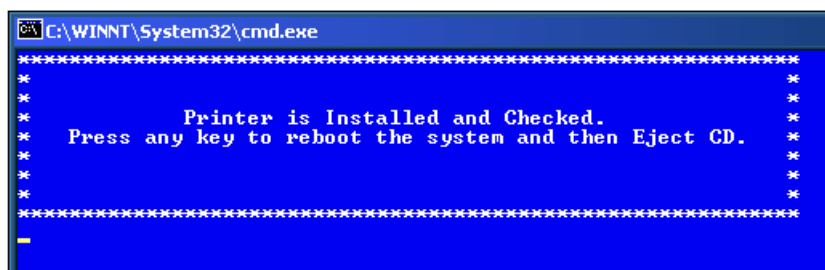 C:\WINNT\System32\cmd.exe
*************************************************************
* *
* *
* Printer is Installed and Checked. *
* Press any key to reboot the system and then Eject CD. *
* *
* *
* *
*************************************************************